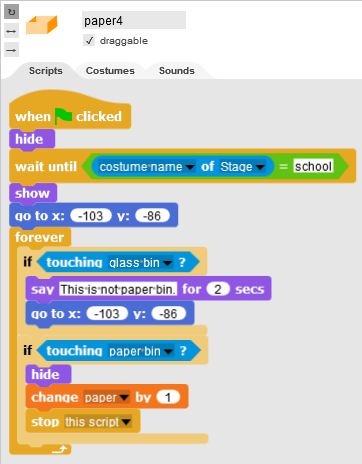 paper4
draggable
Scripts Costumes Sounds
when clicked
hide
wait until costume name of Stage = school
show
go to x: -103 y: -86
forever
if touching glass bin ?
say This is not paper bin. for 2 secs
go to x: -103 y: -86
if touching paper bin ?
hide
change paper by 1
stop this script